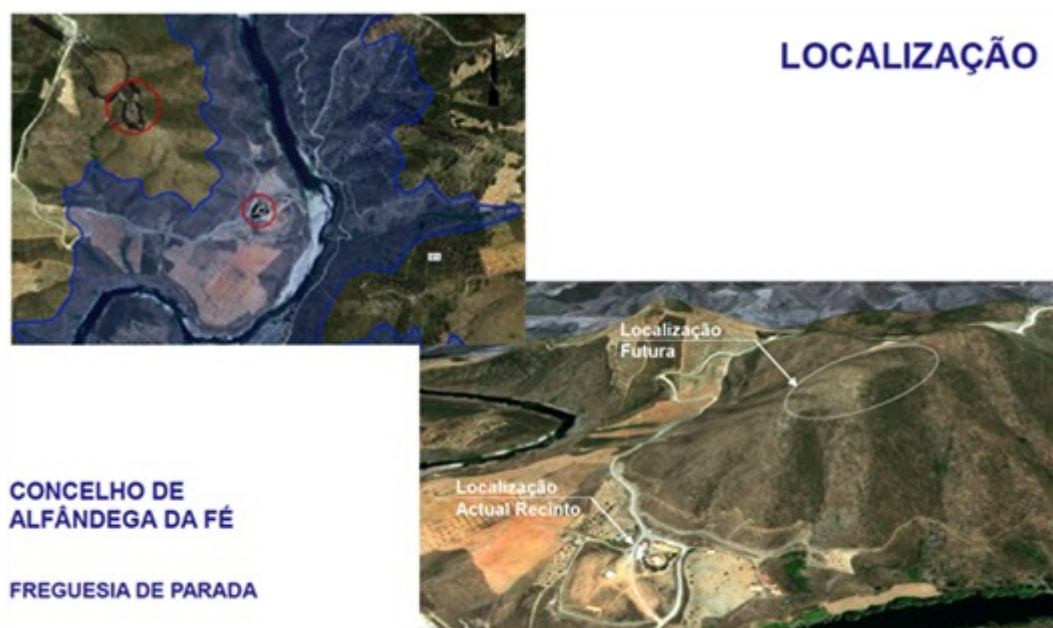 LOCALIZAÇÃO
Localização
Futura
Localização
Actual Recinto
CONCELHO DE
ALFÂNDEGA DA FÉ
FREGUESIA DE PARADA